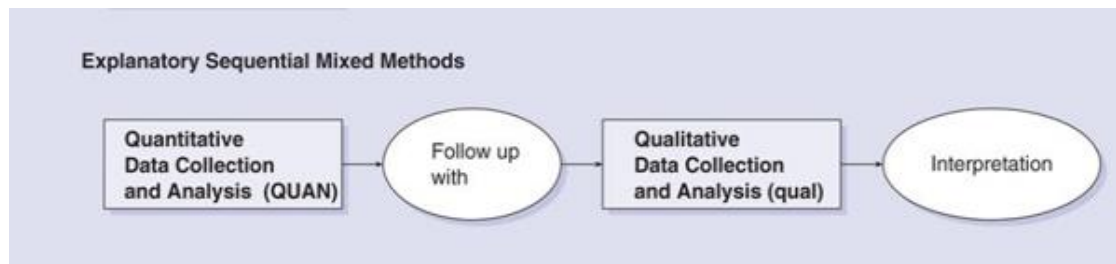 Explanatory Sequential Mixed Methods
Quantitative
Data Collection
and Analysis (QUAN)
Follow up
with
Qualitative
Data Collection
and Analysis (qual)
Interpretation